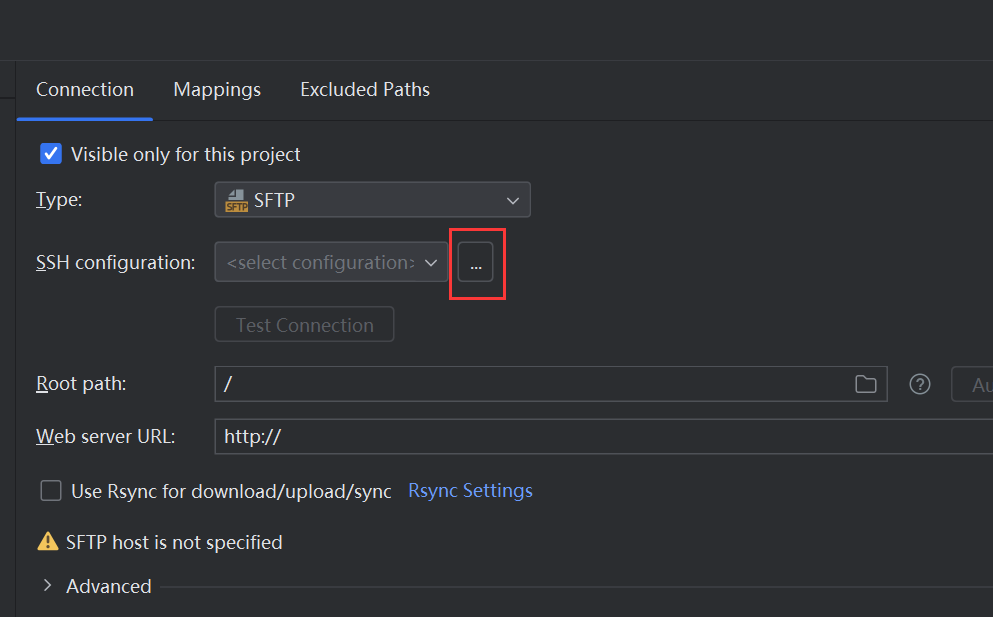 Connection Mappings Excluded Paths
Visible only for this project
Type: SFTP SFTP
SSH configuration: <select configuration> ...
Test Connection
Root path: / ?
Web server URL: http://
Use Rsync for download/upload/sync Rsync Settings
SFTP host is not specified
Advanced